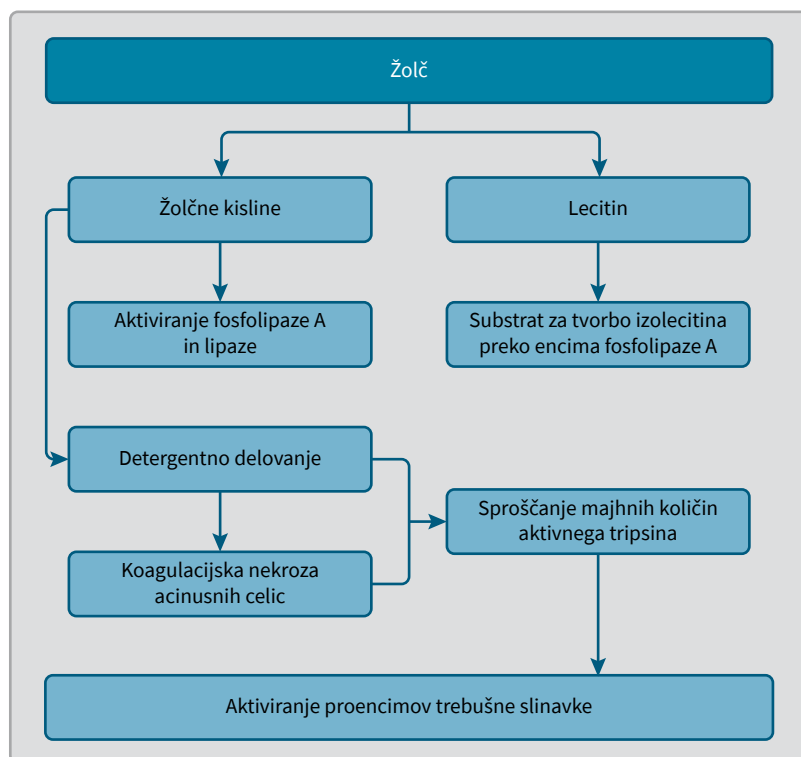 Žolč
Žolčne kisline
Lecitin
Aktiviranje fosfolipaze A
in lipaze
Substrat za tvorbo izolecitina
preko encima fosfolipaze A
Detergentno delovanje
Sproščanje majhnih količin
aktivnega tripsina
Koagulacijska nekroza
acinusnih celic
Aktiviranje proencimov trebušne slinavke